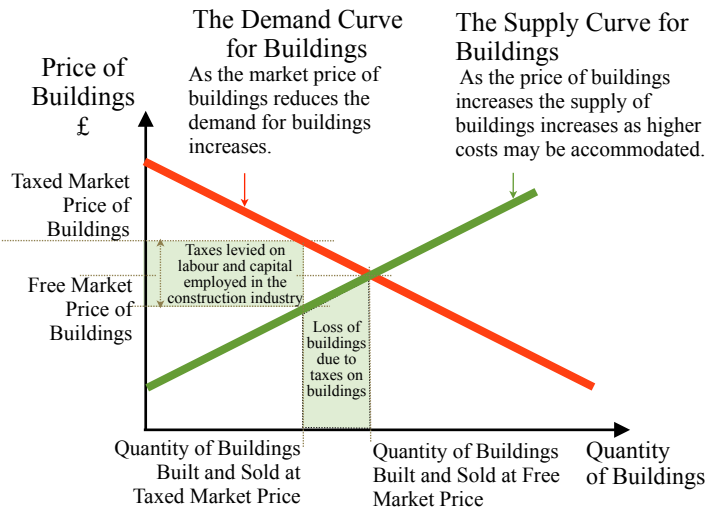 The Demand Curve
for Buildings
As the market price of
buildings reduces the
demand for buildings
increases.
The Supply Curve for
Buildings
As the price of buildings
increases the supply of
buildings increases as higher
costs may be accommodated.
Price of
Buildings
£
Taxed Market
Price of
Buildings
Taxes levied on
labour and capital
employed in the
construction industry
Free Market
Price of
Buildings
Loss of
buildings
due to
taxes on
buildings
Quantity of Buildings
Built and Sold at
Taxed Market Price
Quantity of Buildings
Built and Sold at Free
Market Price
Quantity
of Buildings